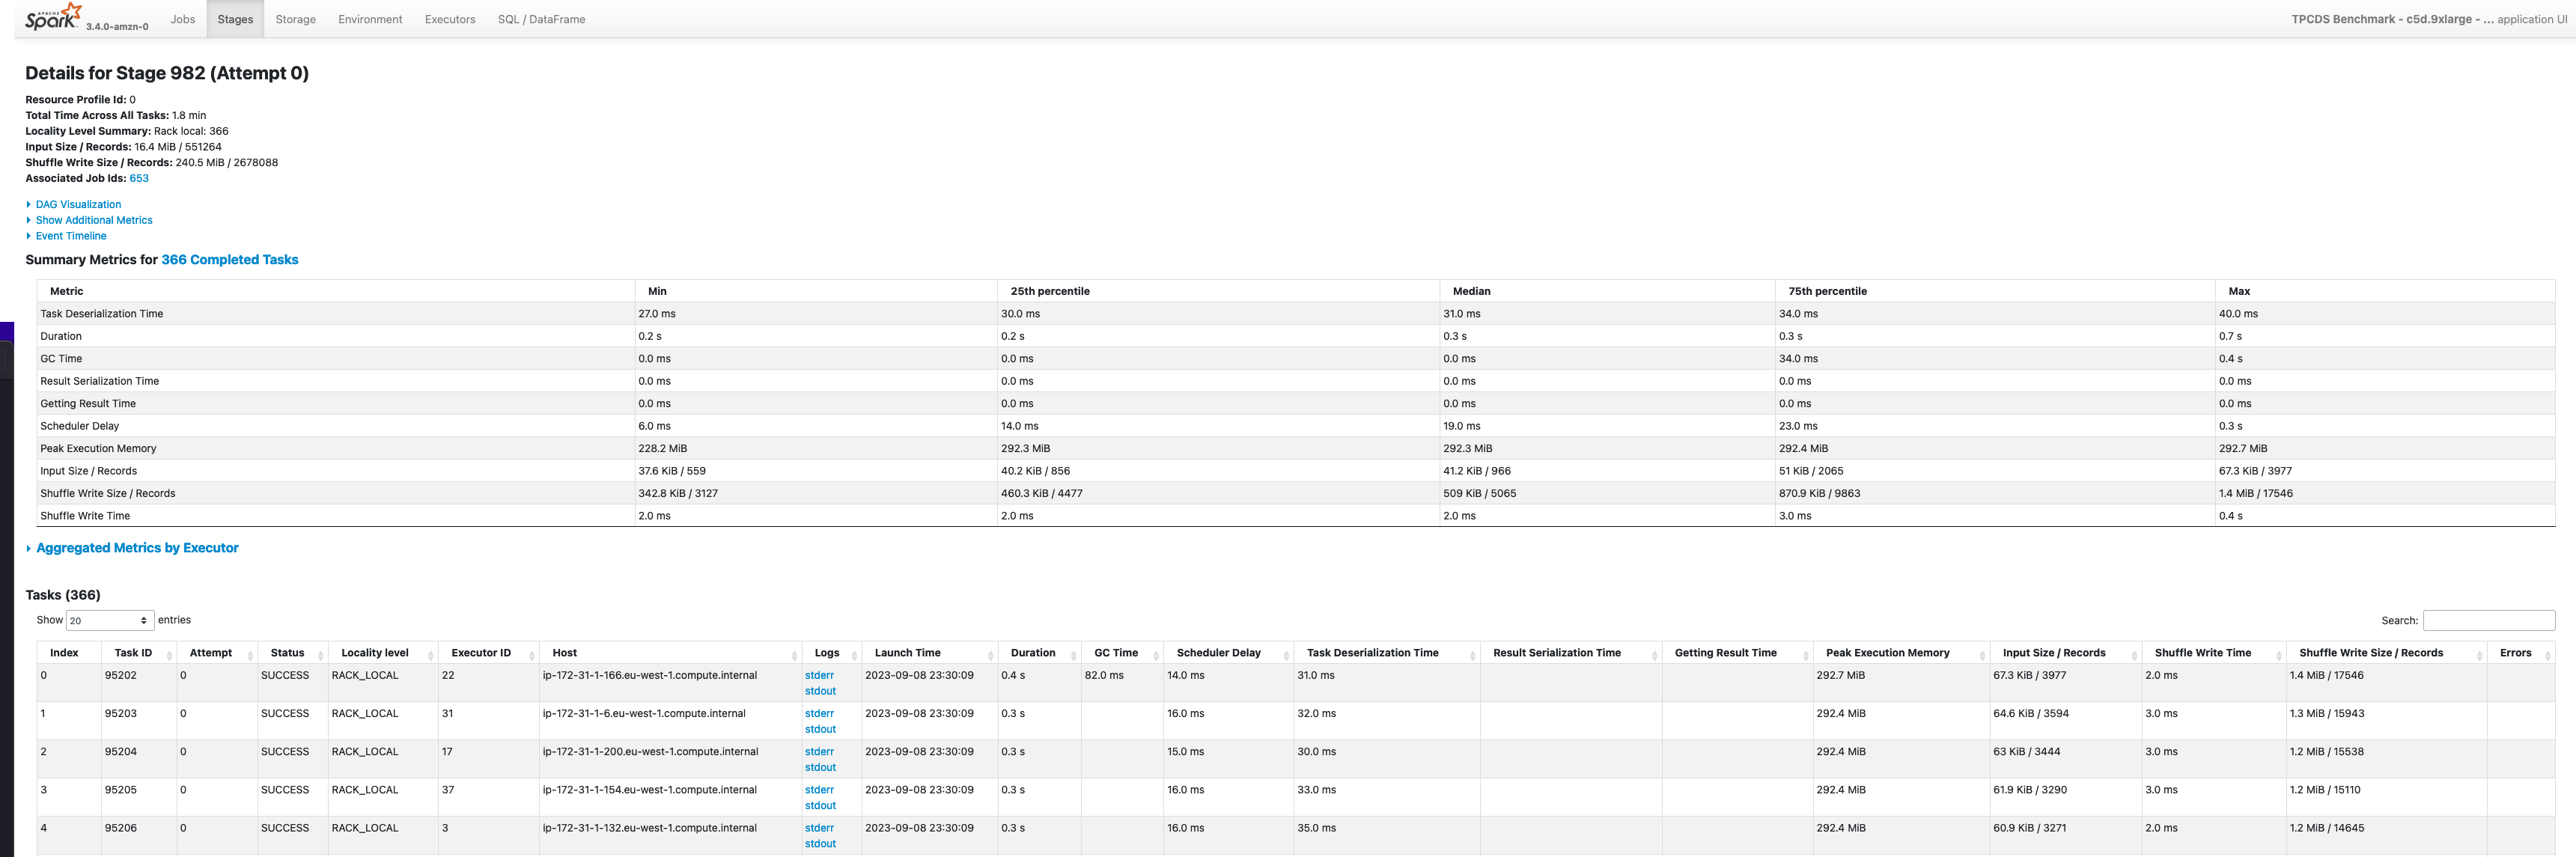 APACHE
Spark 3.4.0-amzn-0 Jobs Stages Storage Environment Executors SQL / DataFrame TPCDS Benchmark - c5d.9xlarge - ... application UI
Details for Stage 982 (Attempt 0)
Resource Profile Id: 0
Total Time Across All Tasks: 1.8 min
Locality Level Summary: Rack local: 366
Input Size / Records: 16.4 MiB / 551264
Shuffle Write Size / Records: 240.5 MiB / 2678088
Associated Job Ids: 653
DAG Visualization
Show Additional Metrics
Event Timeline
Summary Metrics for 366 Completed Tasks
Metric Min 25th percentile Median 75th percentile Max
Task Deserialization Time 27.0 ms 30.0 ms 31.0 ms 34.0 ms 40.0 ms
Duration 0.2 s 0.2 s 0.3 s 0.3 s 0.7 s
GC Time 0.0 ms 0.0 ms 0.0 ms 34.0 ms 0.4 s
Result Serialization Time 0.0 ms 0.0 ms 0.0 ms 0.0 ms 0.0 ms
Getting Result Time 0.0 ms 0.0 ms 0.0 ms 0.0 ms 0.0 ms
Scheduler Delay 6.0 ms 14.0 ms 19.0 ms 23.0 ms 0.3 s
Peak Execution Memory 228.2 MiB 292.3 MiB 292.3 MiB 292.4 MiB 292.7 MiB
Input Size / Records 37.6 KiB / 559 40.2 KiB / 856 41.2 KiB / 966 51 KiB / 2065 67.3 KiB / 3977
Shuffle Write Size / Records 342.8 KiB / 3127 460.3 KiB / 4477 509 KiB / 5065 870.9 KiB / 9863 1.4 MiB / 17546
Shuffle Write Time 2.0 ms 2.0 ms 2.0 ms 3.0 ms 0.4 s
Aggregated Metrics by Executor
Tasks (366)
Show 20 entries Search:
Index Task ID Attempt Status Locality level Executor ID Host Logs Launch Time Duration GC Time Scheduler Delay Task Deserialization Time Result Serialization Time Getting Result Time Peak Execution Memory Input Size / Records Shuffle Write Time Shuffle Write Size / Records Errors
0 95202 0 SUCCESS RACK_LOCAL 22 ip-172-31-1-166.eu-west-1.compute.internal stderr 2023-09-08 23:30:09 0.4 s 82.0 ms 14.0 ms 31.0 ms 292.7 MiB 67.3 KiB / 3977 2.0 ms 1.4 MiB / 17546
stdout
1 95203 0 SUCCESS RACK_LOCAL 31 ip-172-31-1-6.eu-west-1.compute.internal stderr 2023-09-08 23:30:09 0.3 s 16.0 ms 32.0 ms 292.4 MiB 64.6 KiB / 3594 3.0 ms 1.3 MiB / 15943
stdout
2 95204 0 SUCCESS RACK_LOCAL 17 ip-172-31-1-200.eu-west-1.compute.internal stderr 2023-09-08 23:30:09 0.3 s 15.0 ms 30.0 ms 292.4 MiB 63 KiB / 3444 3.0 ms 1.2 MiB / 15538
stdout
3 95205 0 SUCCESS RACK_LOCAL 37 ip-172-31-1-154.eu-west-1.compute.internal stderr 2023-09-08 23:30:09 0.3 s 16.0 ms 33.0 ms 292.4 MiB 61.9 KiB / 3290 3.0 ms 1.2 MiB / 15110
stdout
4 95206 0 SUCCESS RACK_LOCAL 3 ip-172-31-1-132.eu-west-1.compute.internal stderr 2023-09-08 23:30:09 0.3 s 16.0 ms 35.0 ms 292.4 MiB 60.9 KiB / 3271 2.0 ms 1.2 MiB / 14645
stdout